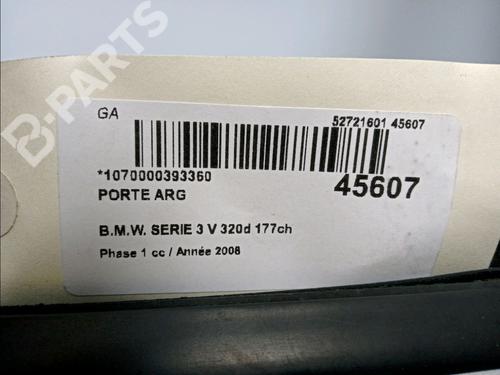 B-PARTS
GA
52721601 45607
*1070000393360
45607
PORTE ARG
B.M.W. SERIE 3 V 320d 177ch
Phase 1 cc / Année 2008